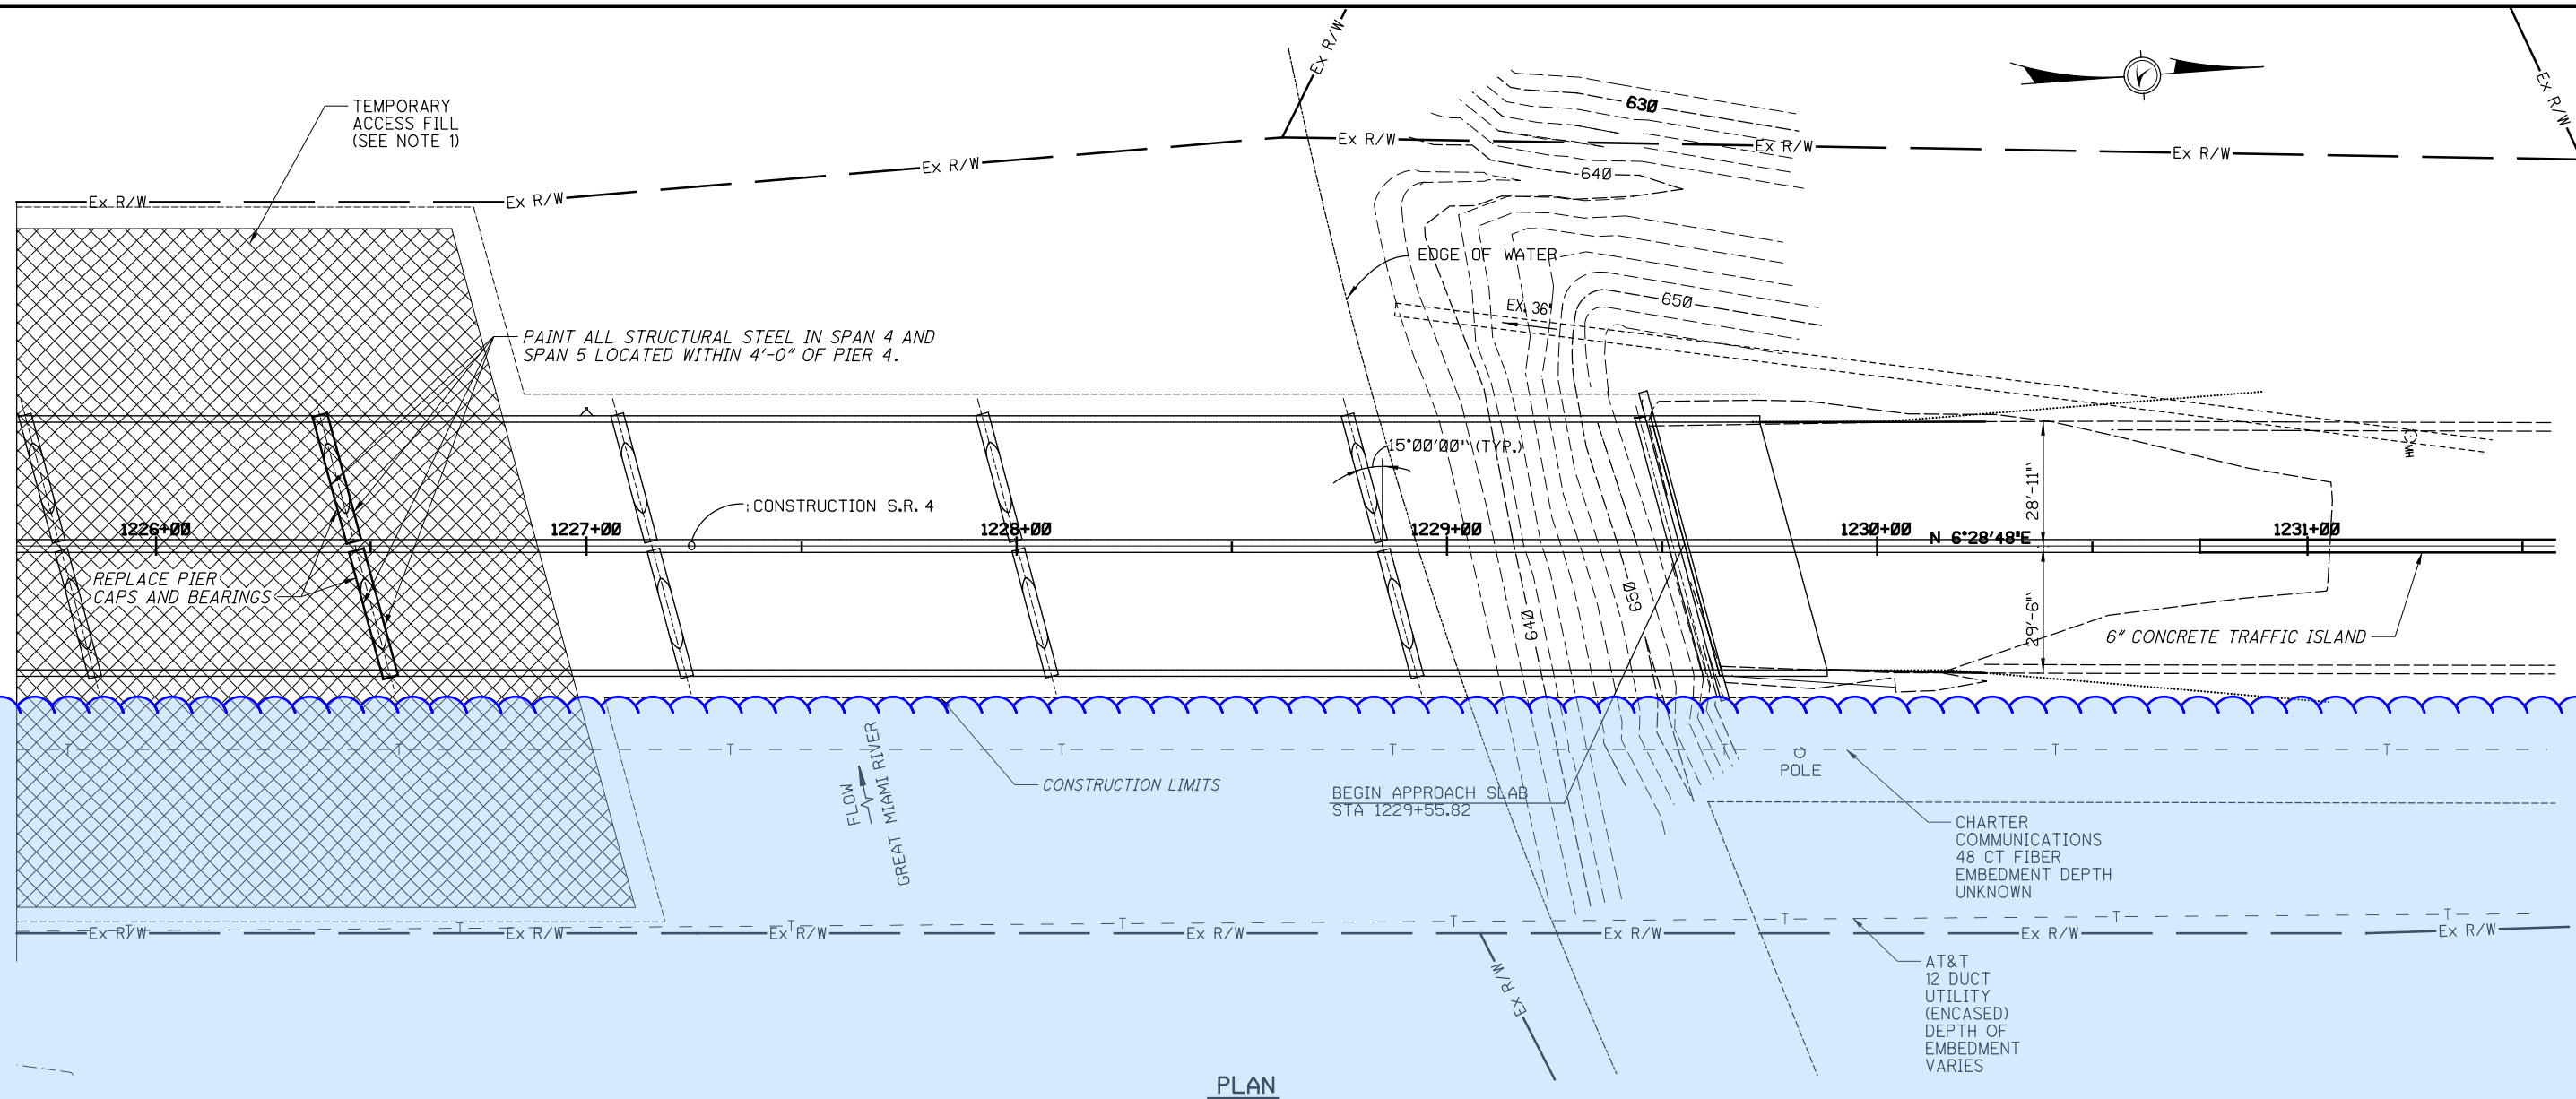 TEMPORARY
ACCESS FILL
(SEE NOTE 1)
Ex R/W
Ex R/W
Ex R/W
Ex R/W
Ex R/W
Ex R/W
Ex R/W
Ex R/W
630
640
EDGE OF WATER
EX. 36"
650
PAINT ALL STRUCTURAL STEEL IN SPAN 4 AND
SPAN 5 LOCATED WITHIN 4'-0" OF PIER 4.
15°00'00" (TYP.)
MH
28'-11"
CONSTRUCTION S.R. 4
1226+00
1227+00
1228+00
1229+00
1230+00
N 6°28'48"E
1231+00
REPLACE PIER
CAPS AND BEARINGS
640
650
29'-6"
6" CONCRETE TRAFFIC ISLAND
T
T
T
T
T
T
T
T
FLOW
GREAT MIAMI RIVER
CONSTRUCTION LIMITS
BEGIN APPROACH SLAB
STA 1229+55.82
POLE
CHARTER
COMMUNICATIONS
48 CT FIBER
EMBEDMENT DEPTH
UNKNOWN
T
T
T
T
T
T
T
T
Ex R/W
Ex R/W
Ex R/W
Ex R/W
Ex R/W
Ex R/W
Ex R/W
Ex R/W
AT&T
12 DUCT
UTILITY
(ENCASED)
DEPTH OF
EMBEDMENT
VARIES
PLAN